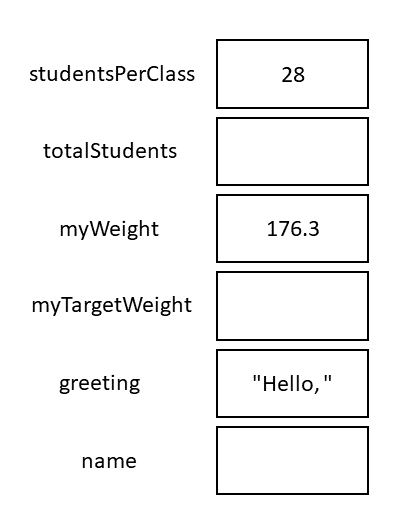 studentsPerClass 28
totalStudents
myWeight 176.3
myTargetWeight
greeting "Hello,"
name